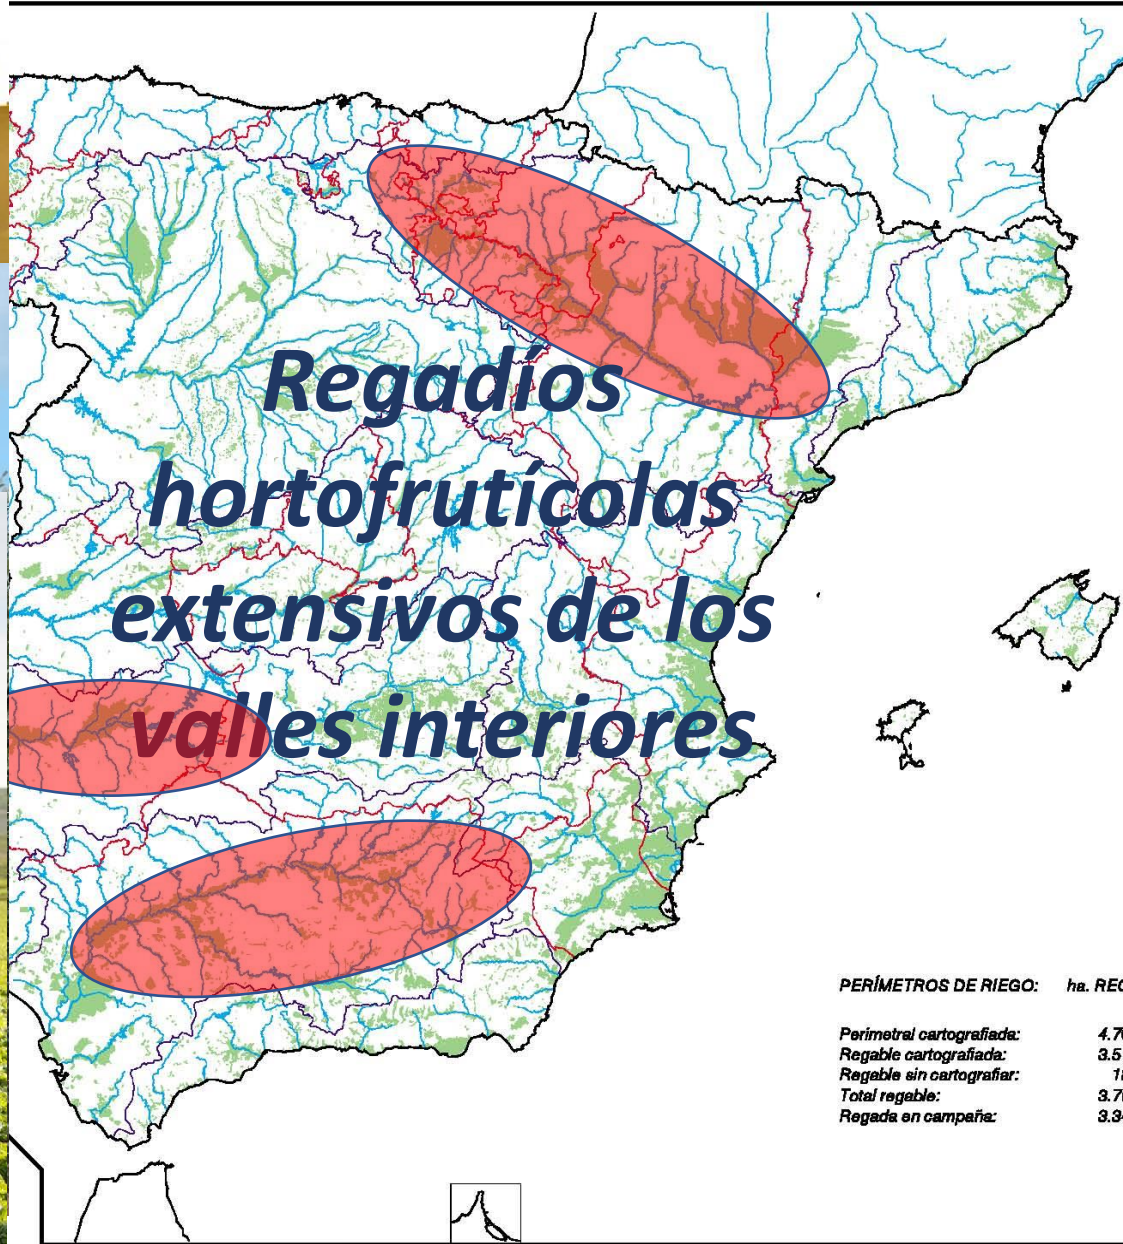 Regadíos
hortofrutícolas
extensivos de los
valles interiores
PERÍMETROS DE RIEGO: ha.
Perimetral cartografiada:
Regable cartografiada:
Regable sin cartografiar:
Total regable:
Regada en campaña: